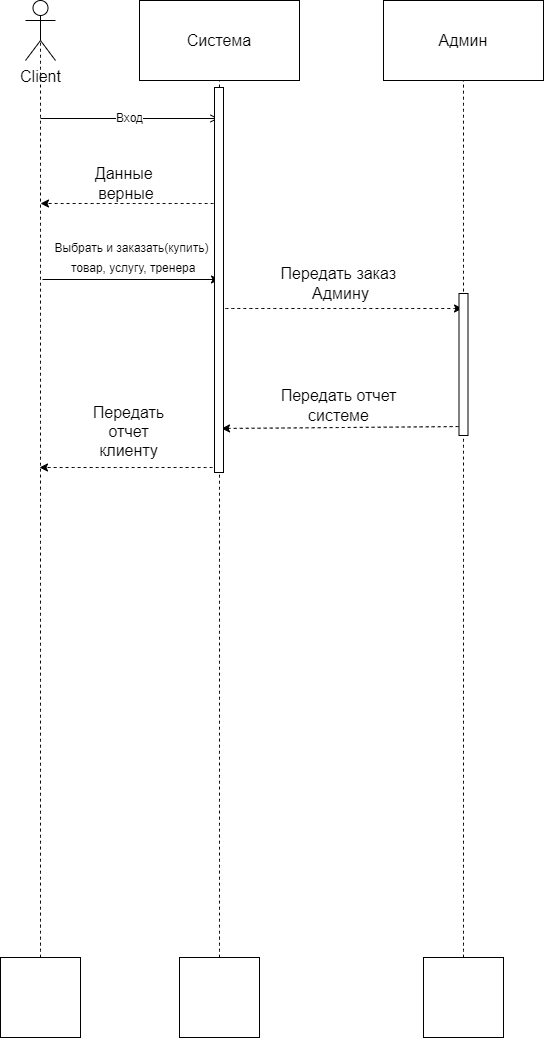 Система
Админ
Client
Вход
Данные
верные
Выбрать и заказать(купить)
товар, услугу, тренера
Передать заказ
Админу
Передать отчет
системе
Передать
отчет
клиенту